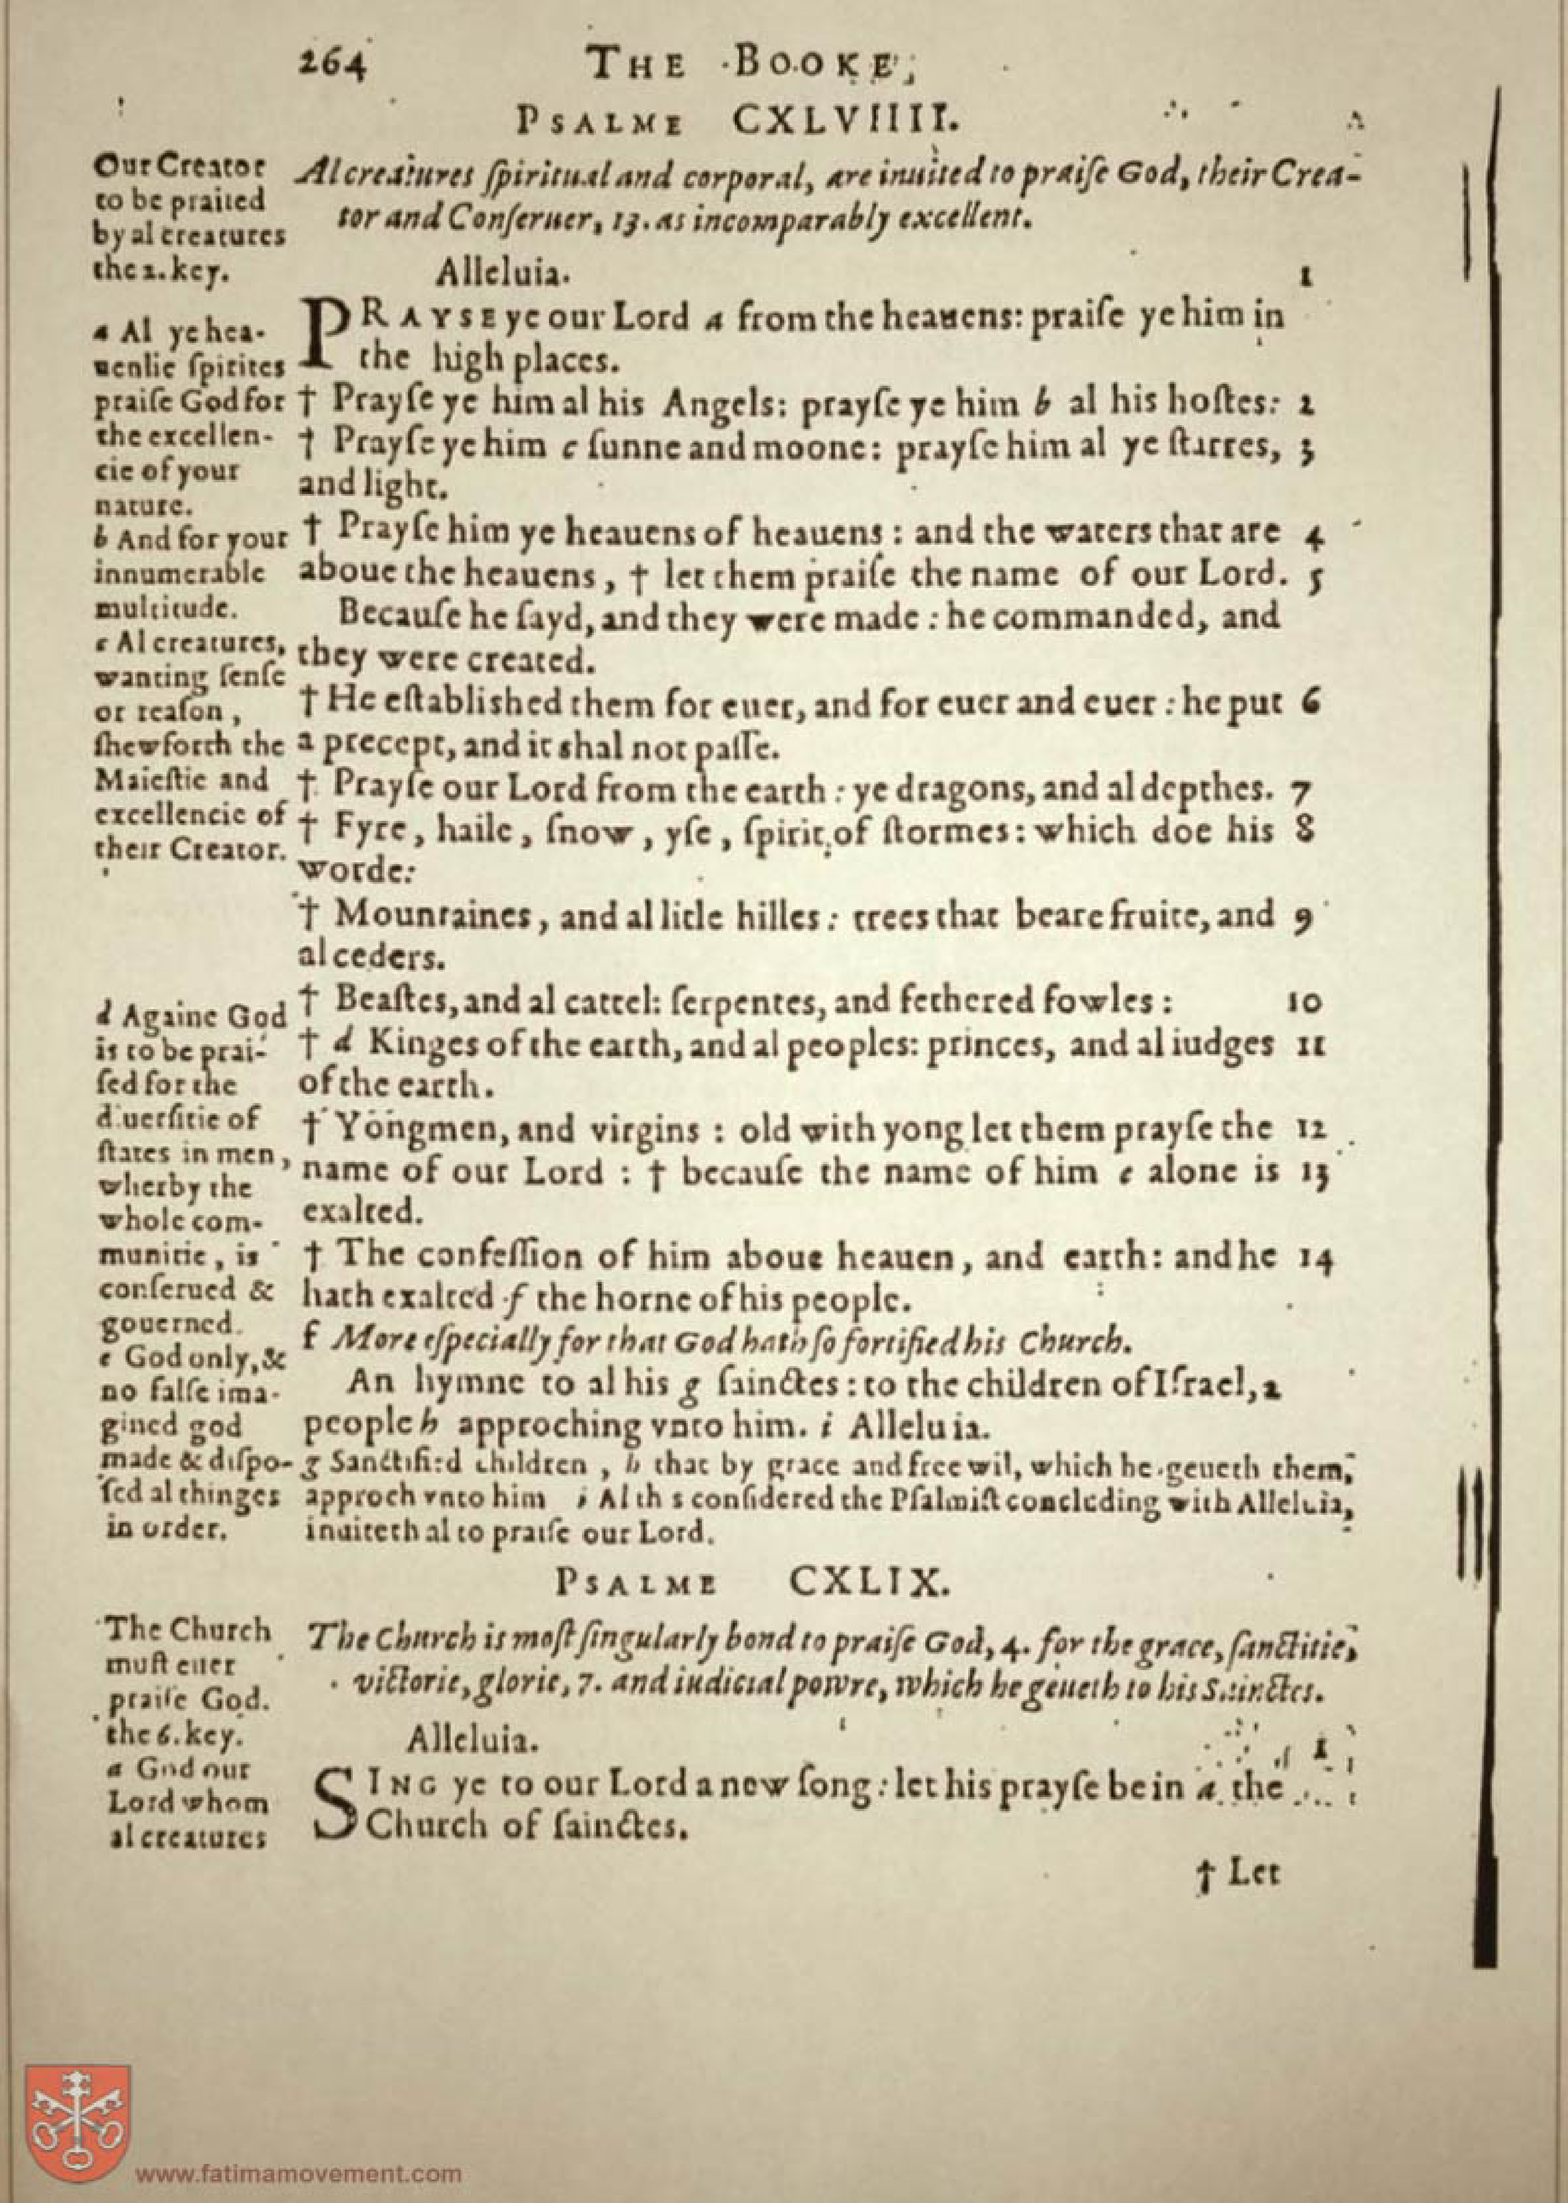 264 THE BOOKE
PSALME CXLVIIII.
Our Creator
to be praiſed
by al creatures
the 2. key.
a Al ye hea-
uenlie ſpirites
praiſe God for
the excellen-
cie of your
nature.
b And for your
innumerable
multitude.
c Al creatures,
wanting ſenſe
or reaſon,
ſhew forth the
Maieſtie and
excellencie of
their Creator.
d Againe God
is to be prai-
ſed for the
diuerſitie of
ſtates in men,
wherby the
whole com-
munitie, is
conſerued &
gouerned.
e God only, &
no falſe ima-
gined god
made & diſpo-
ſed al thinges
in order.
Al creatures ſpiritual and corporal, are inuited to praiſe God, their Crea-
tor and Conſeruer, 13. as incomparably excellent.
Alleluia. 1
PRAYSE ye our Lord a from the heauens: praiſe ye him in
the high places.
† Prayſe ye him al his Angels: prayſe ye him b al his hoſtes: 2
† Prayſe ye him c ſunne and moone: prayſe him al ye ſtarres, 3
and light.
† Prayſe him ye heauens of heauens: and the waters that are 4
aboue the heauens, † let them praiſe the name of our Lord. 5
Becauſe he ſayd, and they were made: he commanded, and
they were created.
† He eſtablished them for euer, and for euer and euer: he put 6
a precept, and it shal not paſſe.
† Prayſe our Lord from the earth: ye dragons, and al depthes. 7
† Fyre, haile, ſnow, yſe, ſpirit of ſtormes: which doe his 8
worde:
† Mountaines, and al litle hilles: trees that beare fruite, and 9
al ceders.
† Beaſtes, and al cattel: ſerpentes, and fethered fowles: 10
† d Kinges of the earth, and al peoples: princes, and al iudges 11
of the earth.
† Yongmen, and virgins: old with yong let them prayſe the 12
name of our Lord: † becauſe the name of him e alone is 13
exalted.
† The confeſſion of him aboue heauen, and earth: and he 14
hath exalted f the horne of his people.
f More eſpecially for that God hath ſo fortified his Church.
An hymne to al his g ſainctes: to the children of Iſrael, 2
people h approching vnto him. i Alleluia.
g Sanctified children, h that by grace and free wil, which he geueth them,
approch vnto him i Al this conſidered the Pſalmiſt concluding with Alleluia,
inuiteth al to praiſe our Lord.
PSALME CXLIX.
The Church
muſt euer
praiſe God.
the 6. key.
a God our
Lord whom
al creatures
The Church is moſt ſingularly bond to praiſe God, 4. for the grace, ſanctitie,
victorie, glorie, 7. and iudicial powre, which he geueth to his Sainctes.
Alleluia. 1
SING ye to our Lord a new ſong: let his prayſe be in a the
Church of ſainctes.
† Let
www.fatimamovement.com